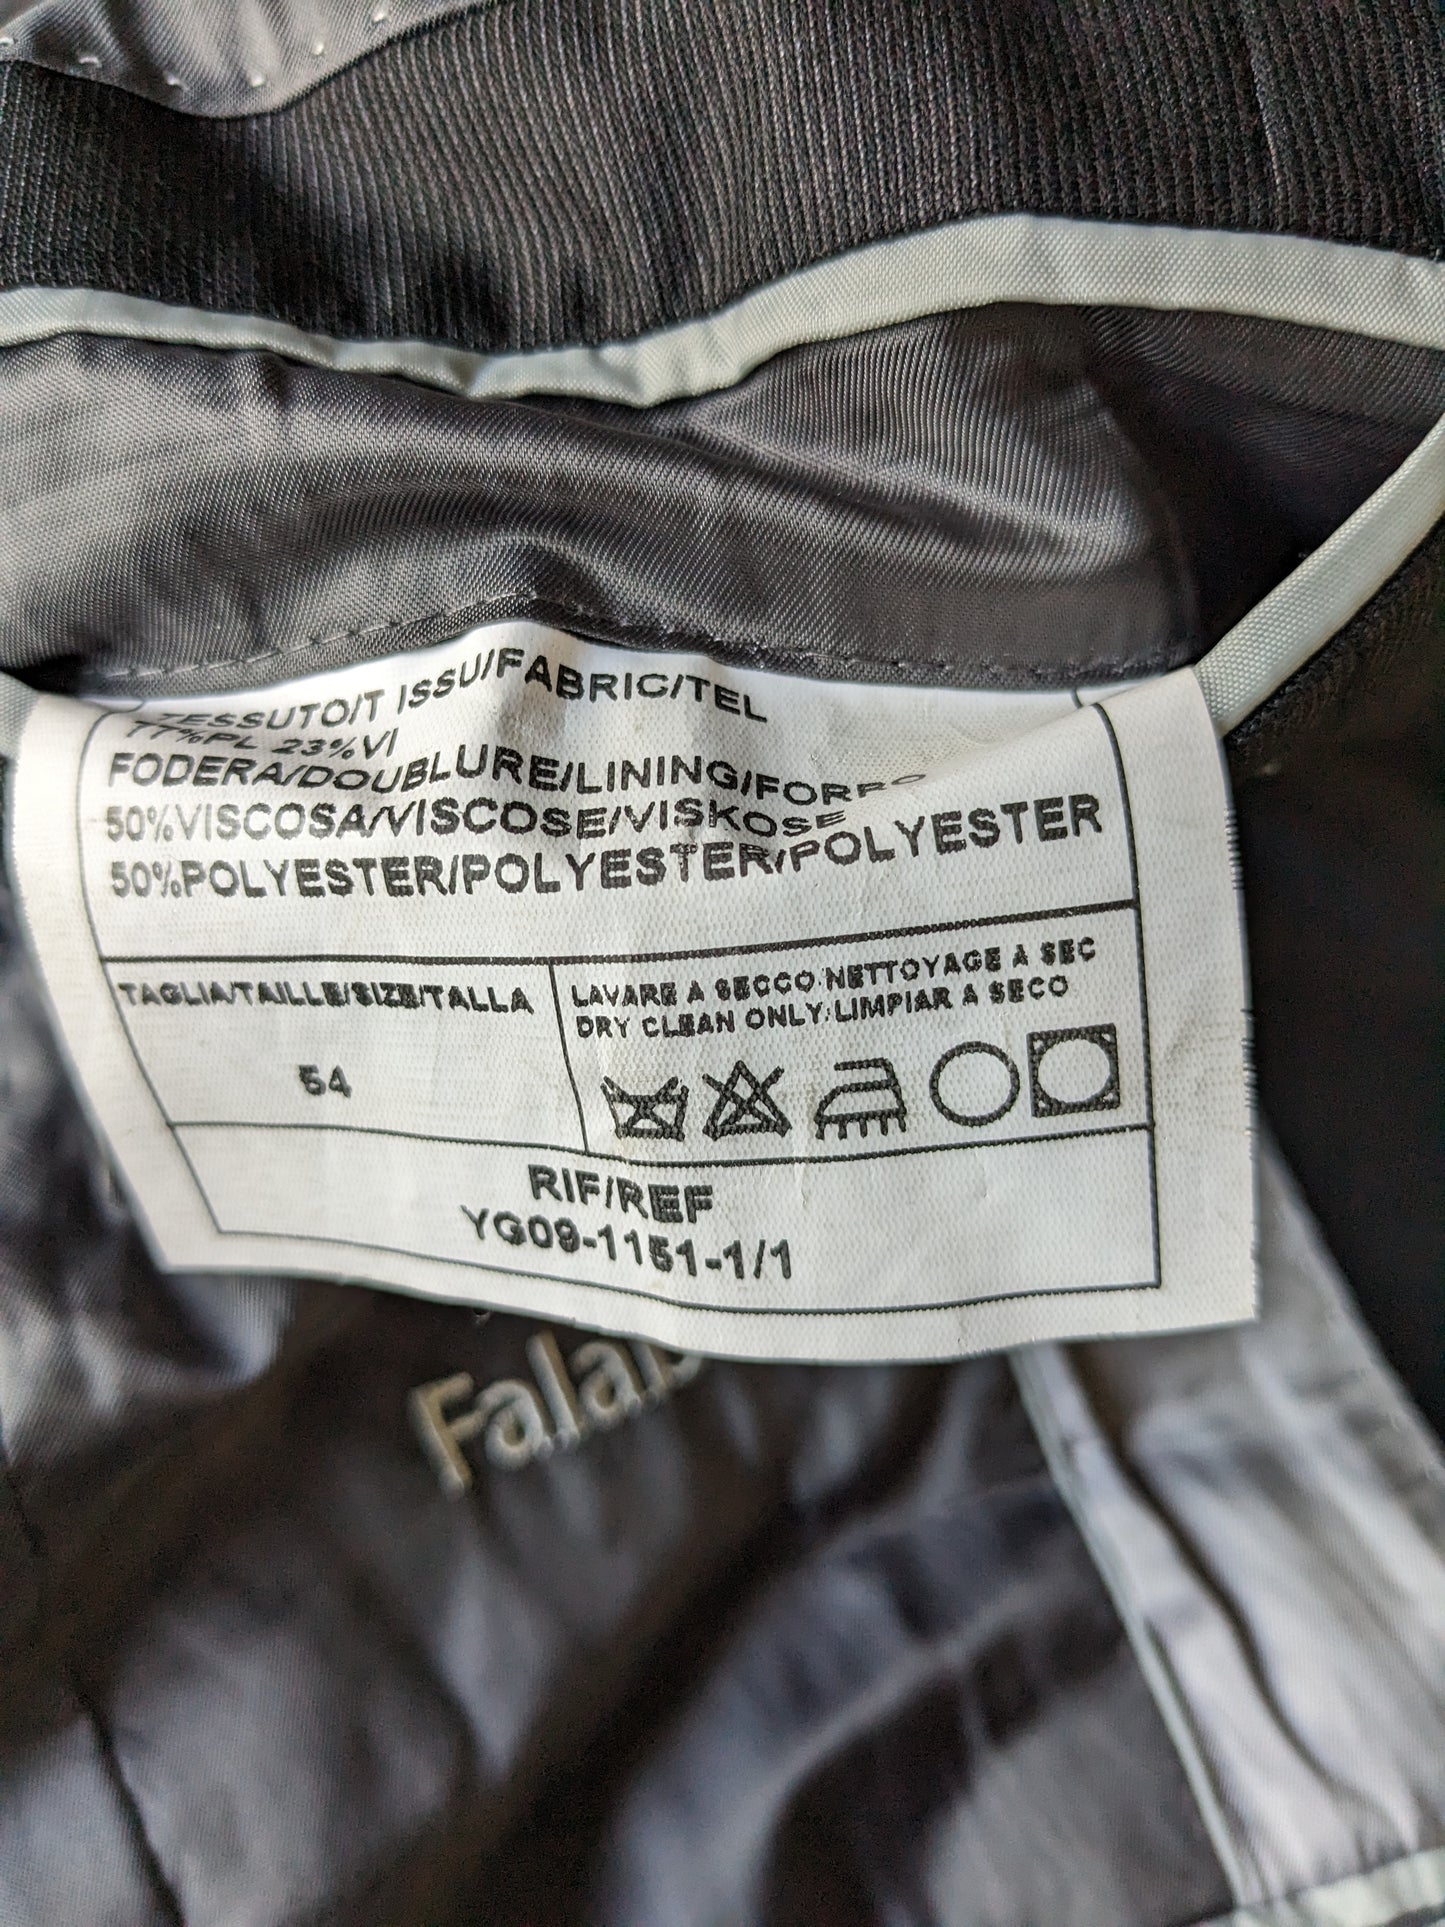 TESSUTO/T ISSU/FABRIC/TEL
77%PL 23%VI
FODERA/DOUBLURE/LINING/FORRO
50%VISCOSA/VISCOSE/VISKOSE
50%POLYESTER/POLYESTER/POLYESTER
TAGLIA/TAILLE/SIZE/TALLA
54
LAVARE A SECCO/NETTOYAGE À SEC
DRY CLEAN ONLY/LIMPIAR A SECO
RIF/REF
YG09-1151-1/1